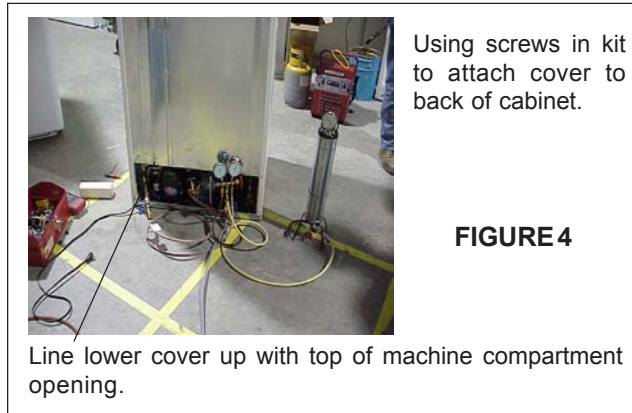 Using screws in kit
to attach cover to
back of cabinet.
FIGURE 4
Line lower cover up with top of machine compartment
opening.